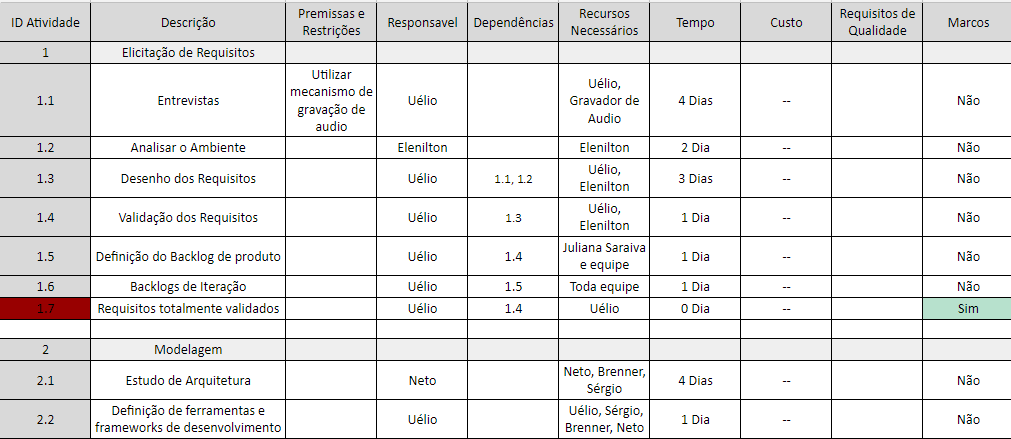 ID Atividade Descrição Premissas e Restrições Responsavel Dependências Recursos Necessários Tempo Custo Requisitos de Qualidade Marcos
1 Elicitação de Requisitos
1.1 Entrevistas Utilizar mecanismo de gravação de audio Uélio Uélio, Gravador de Audio 4 Dias -- Não
1.2 Analisar o Ambiente Elenilton Elenilton 2 Dia -- Não
1.3 Desenho dos Requisitos Uélio 1.1, 1.2 Uélio, Elenilton 3 Dias -- Não
1.4 Validação dos Requisitos Uélio 1.3 Uélio, Elenilton 1 Dia -- Não
1.5 Definição do Backlog de produto Uélio 1.4 Juliana Saraiva e equipe 1 Dia -- Não
1.6 Backlogs de Iteração Uélio 1.5 Toda equipe 1 Dia -- Não
1.7 Requisitos totalmente validados Uélio 1.4 Uélio 0 Dia -- Sim
2 Modelagem
2.1 Estudo de Arquitetura Neto Neto, Brenner, Sérgio 4 Dias -- Não
2.2 Definição de ferramentas e frameworks de desenvolvimento Uélio Uélio, Sérgio, Brenner, Neto 1 Dia -- Não